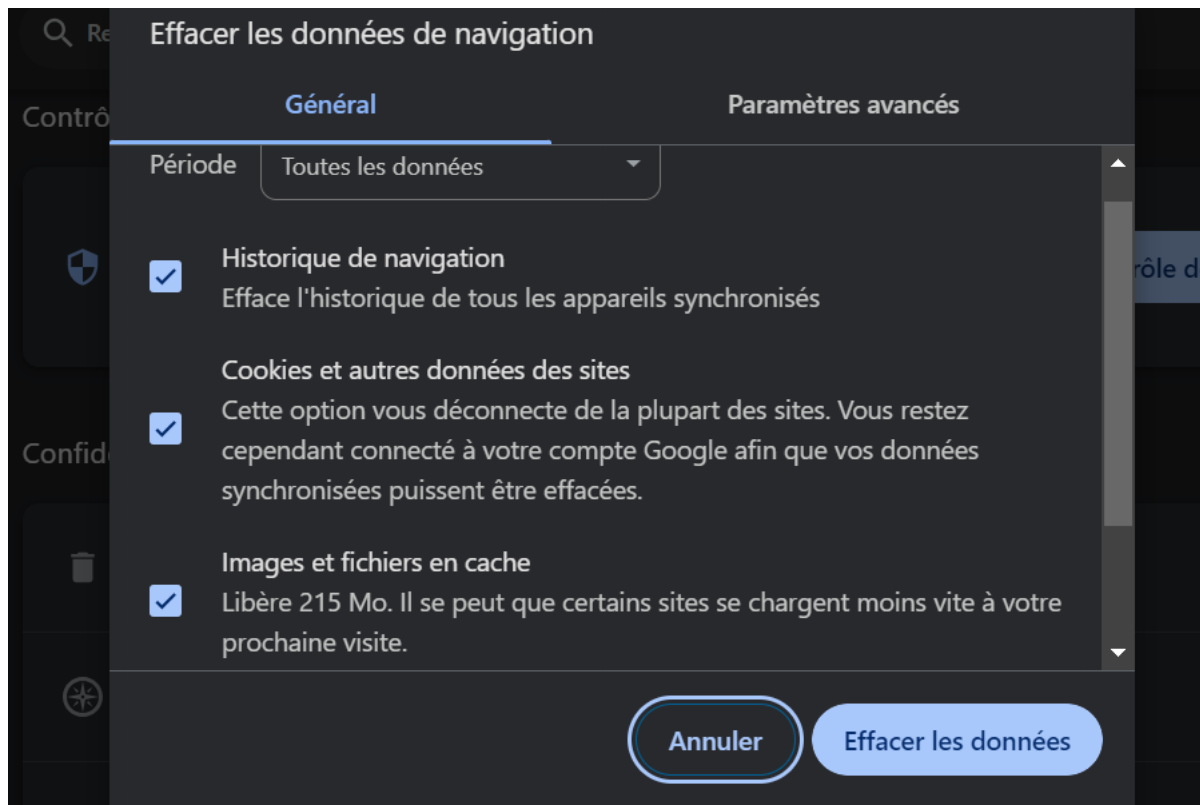 Effacer les données de navigation
Général
Paramètres avancés
Période
Toutes les données
Historique de navigation
Efface l'historique de tous les appareils synchronisés
Cookies et autres données des sites
Cette option vous déconnecte de la plupart des sites. Vous restez
cependant connecté à votre compte Google afin que vos données
synchronisées puissent être effacées.
Images et fichiers en cache
Libère 215 Mo. Il se peut que certains sites se chargent moins vite à votre
prochaine visite.
Annuler
Effacer les données
Re
Contrô
rôle d
Confid